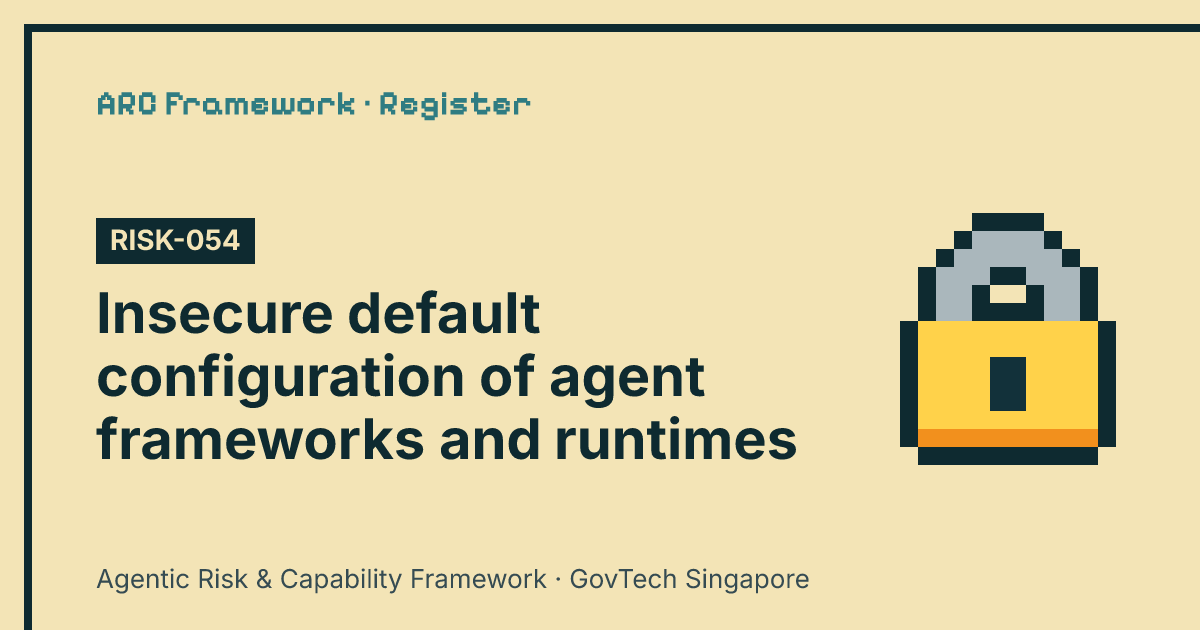 ARC Framework · Register
RISK-054
Insecure default
configuration of agent
frameworks and runtimes
Agentic Risk & Capability Framework · GovTech Singapore